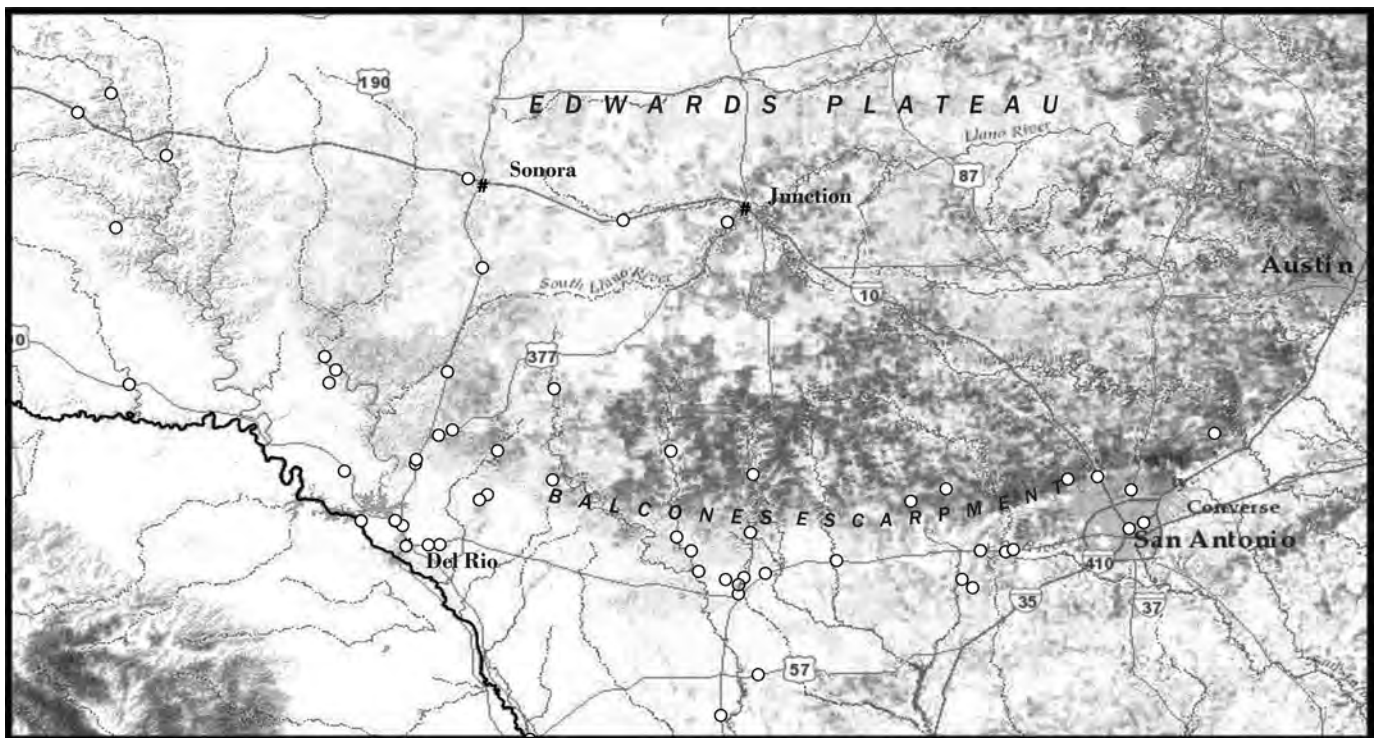 190
EDWARDS PLATEAU
Llano River
Sonora
87
Junction
Austin
South Llano River
10
377
BALCONES ESCARPMENT
Converse
San Antonio
Del Rio
410
35
37
57